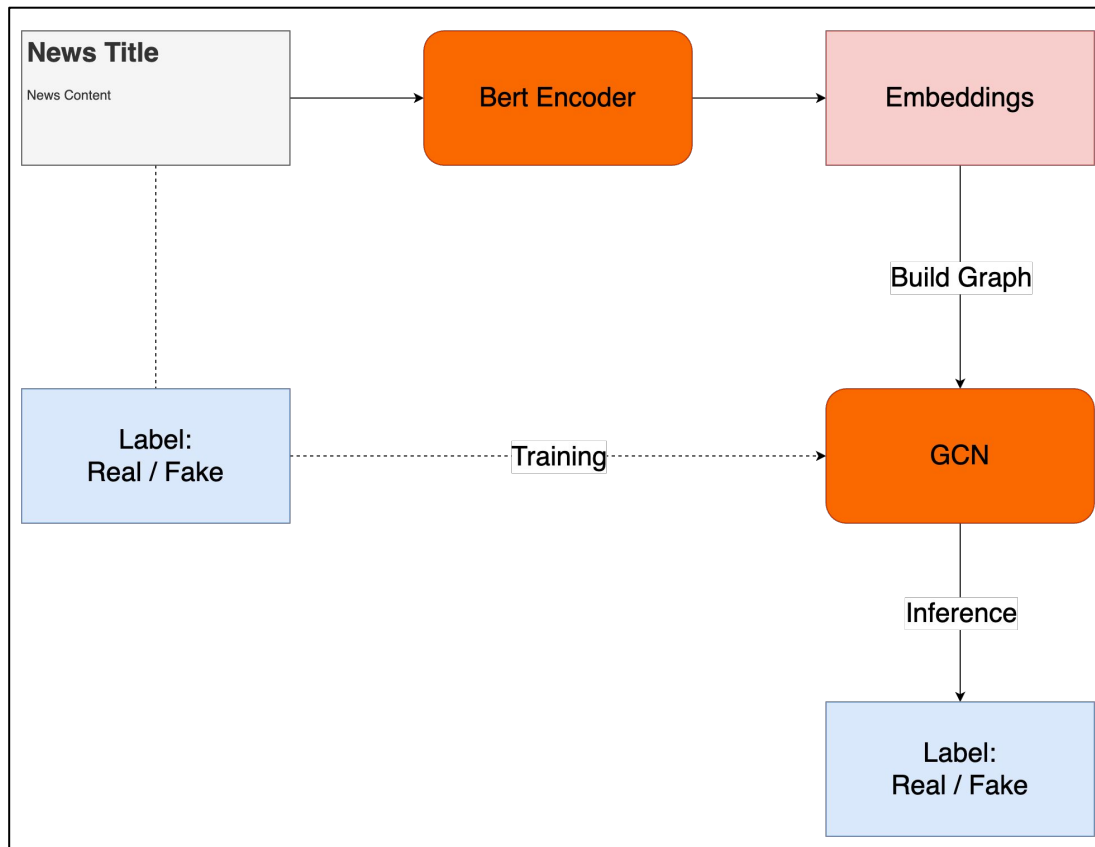 News Title
News Content
Bert Encoder
Embeddings
Build Graph
Label:
Real / Fake
Training
GCN
Inference
Label:
Real / Fake